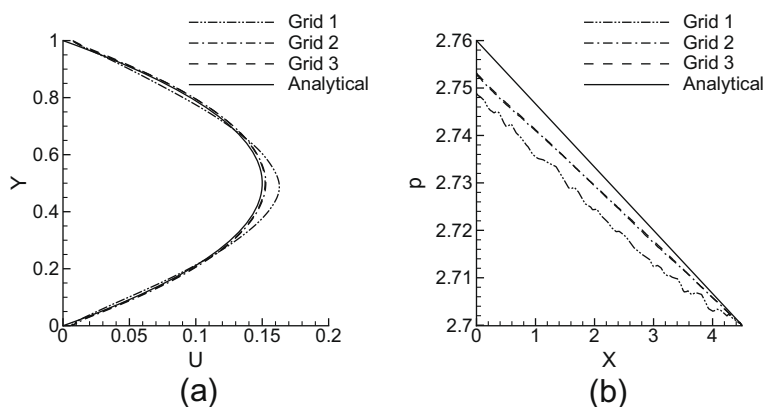 Grid 1
Grid 2
Grid 3
Analytical
1
0.8
0.6
0.4
0.2
0
Y
0 0.05 0.1 0.15 0.2
U
(a)
Grid 1
Grid 2
Grid 3
Analytical
2.76
2.75
2.74
2.73
2.72
2.71
2.7
p
0 1 2 3 4
X
(b)